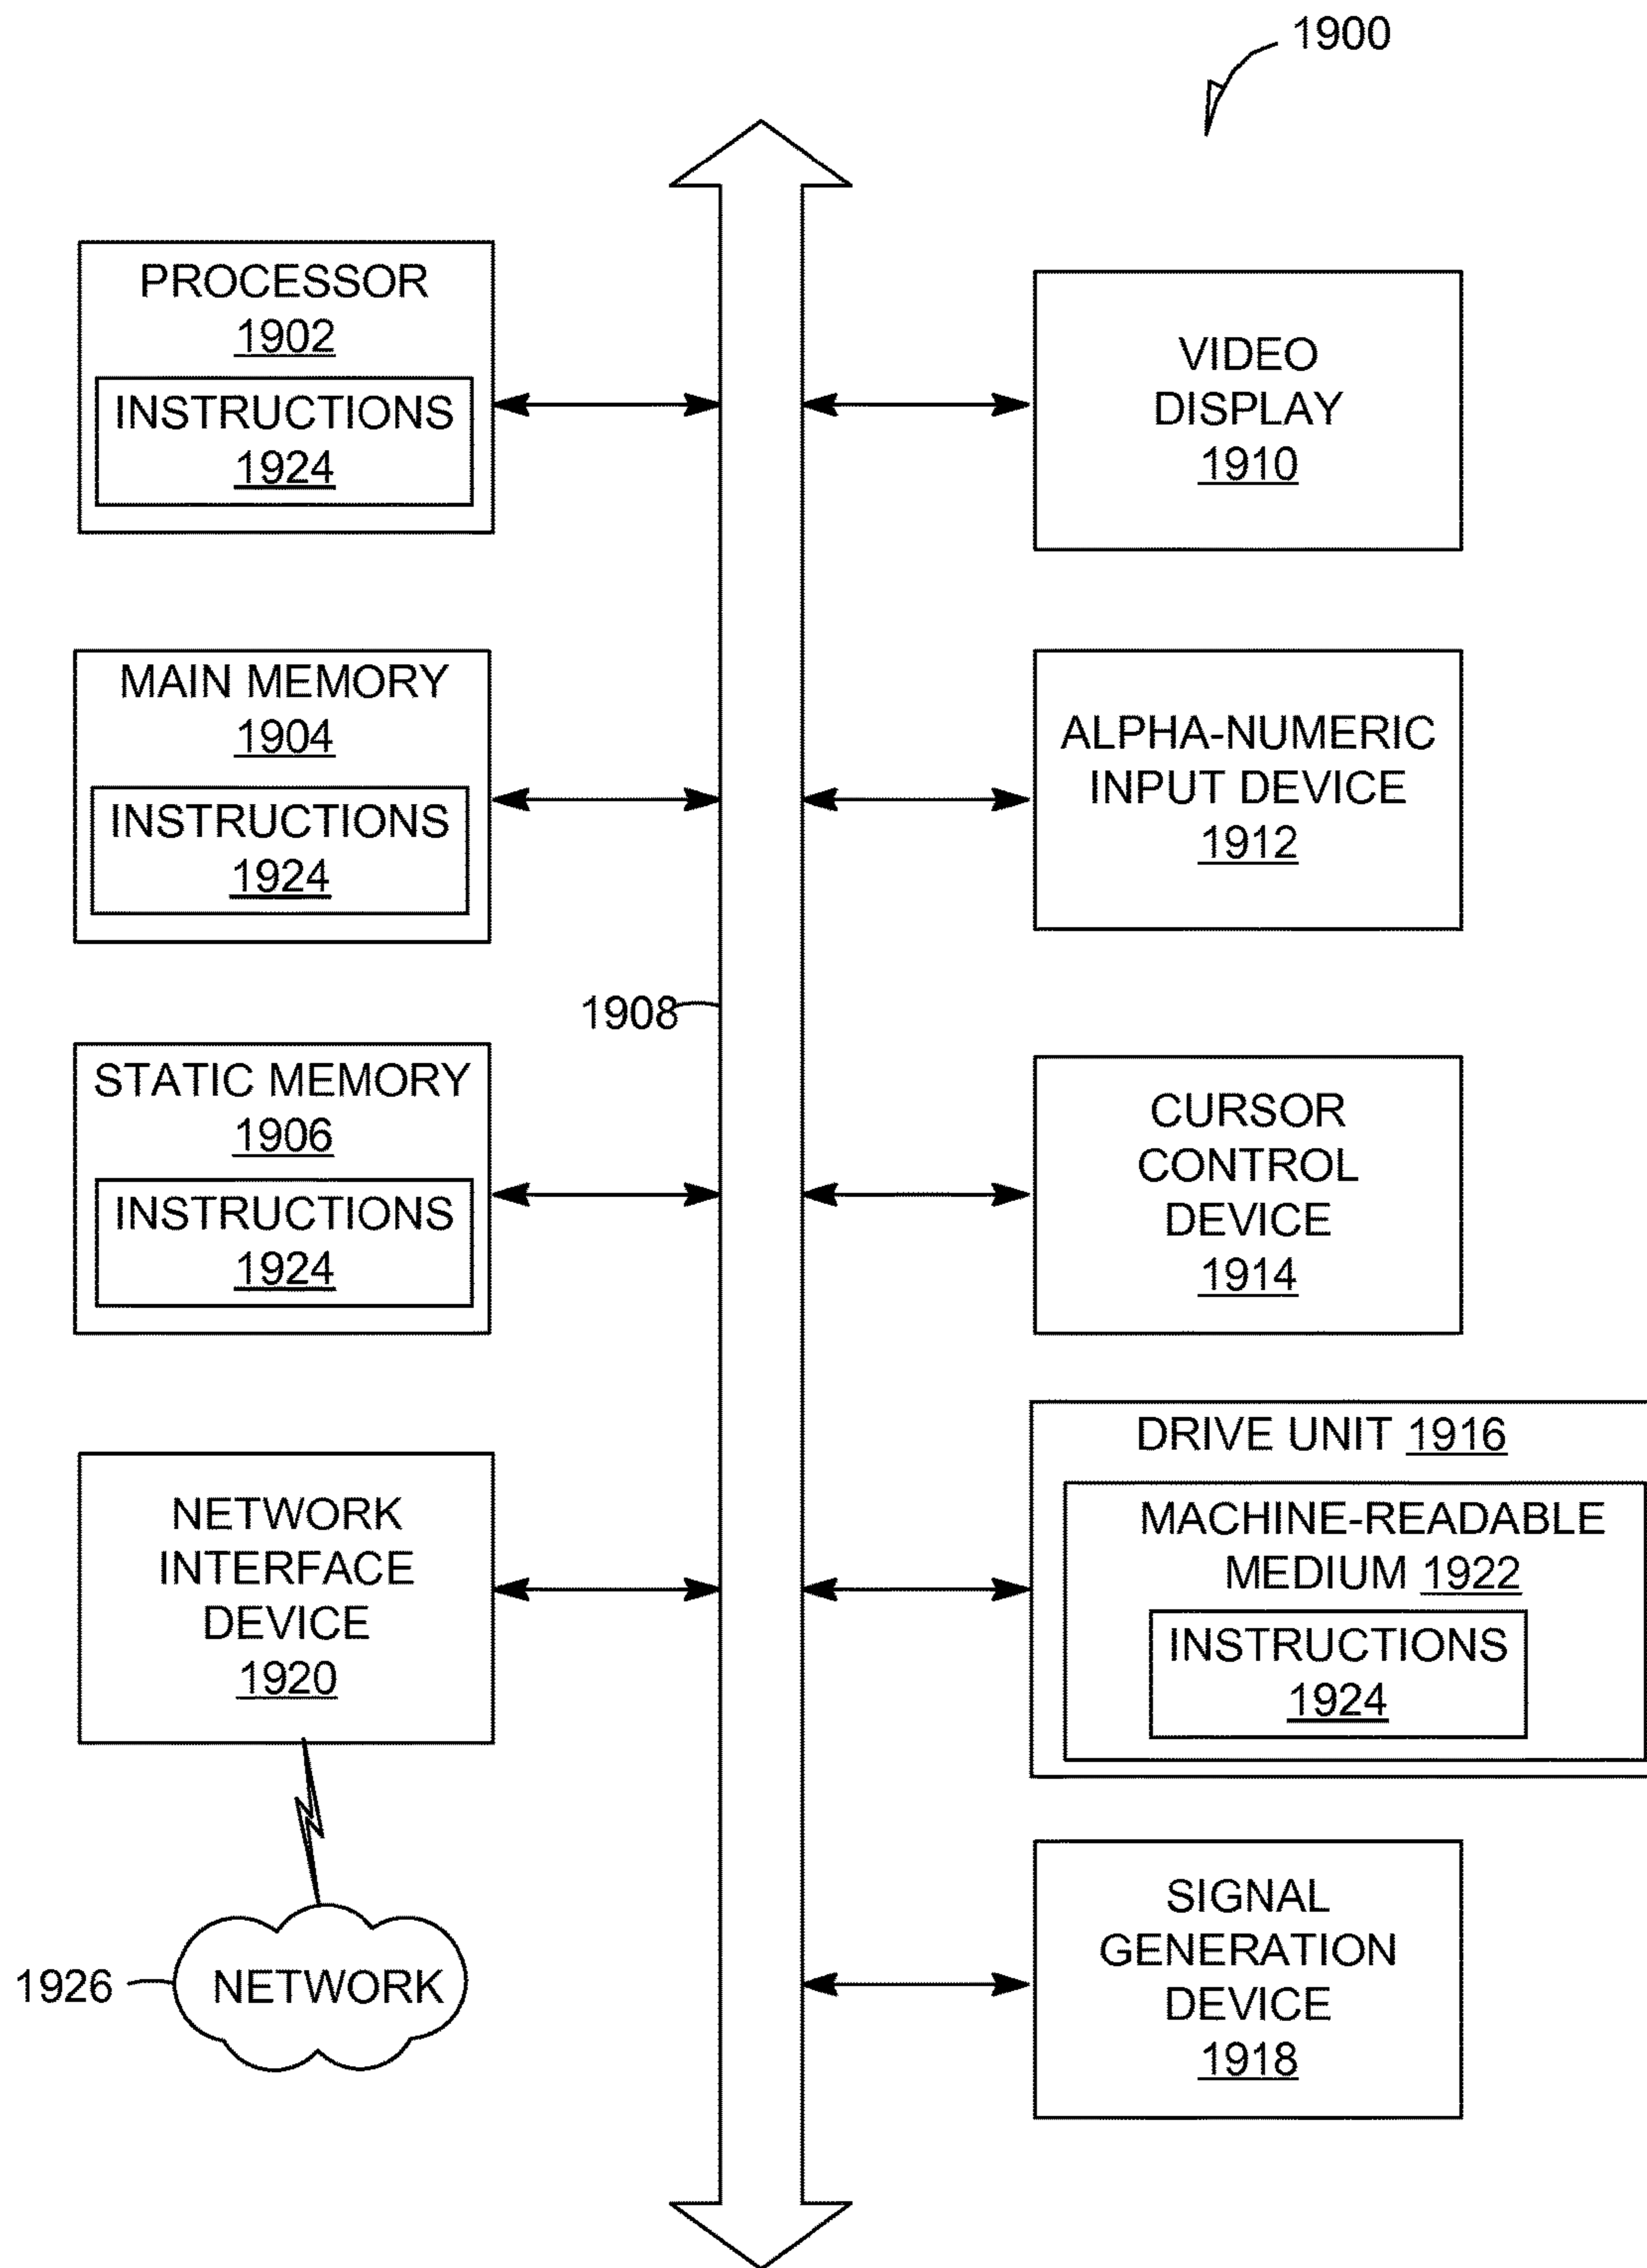 1900
PROCESSOR
1902
INSTRUCTIONS
1924
MAIN MEMORY
1904
INSTRUCTIONS
1924
1908
STATIC MEMORY
1906
INSTRUCTIONS
1924
NETWORK
INTERFACE
DEVICE
1920
1926
NETWORK
VIDEO
DISPLAY
1910
ALPHA-NUMERIC
INPUT DEVICE
1912
CURSOR
CONTROL
DEVICE
1914
DRIVE UNIT 1916
MACHINE-READABLE
MEDIUM 1922
INSTRUCTIONS
1924
SIGNAL
GENERATION
DEVICE
1918